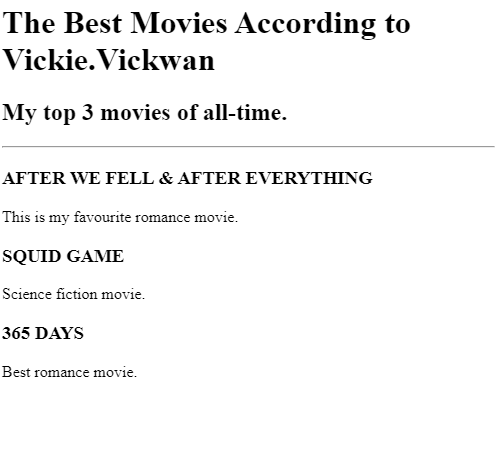 The Best Movies According to
Vickie.Vickwan
My top 3 movies of all-time.
AFTER WE FELL & AFTER EVERYTHING
This is my favourite romance movie.
SQUID GAME
Science fiction movie.
365 DAYS
Best romance movie.